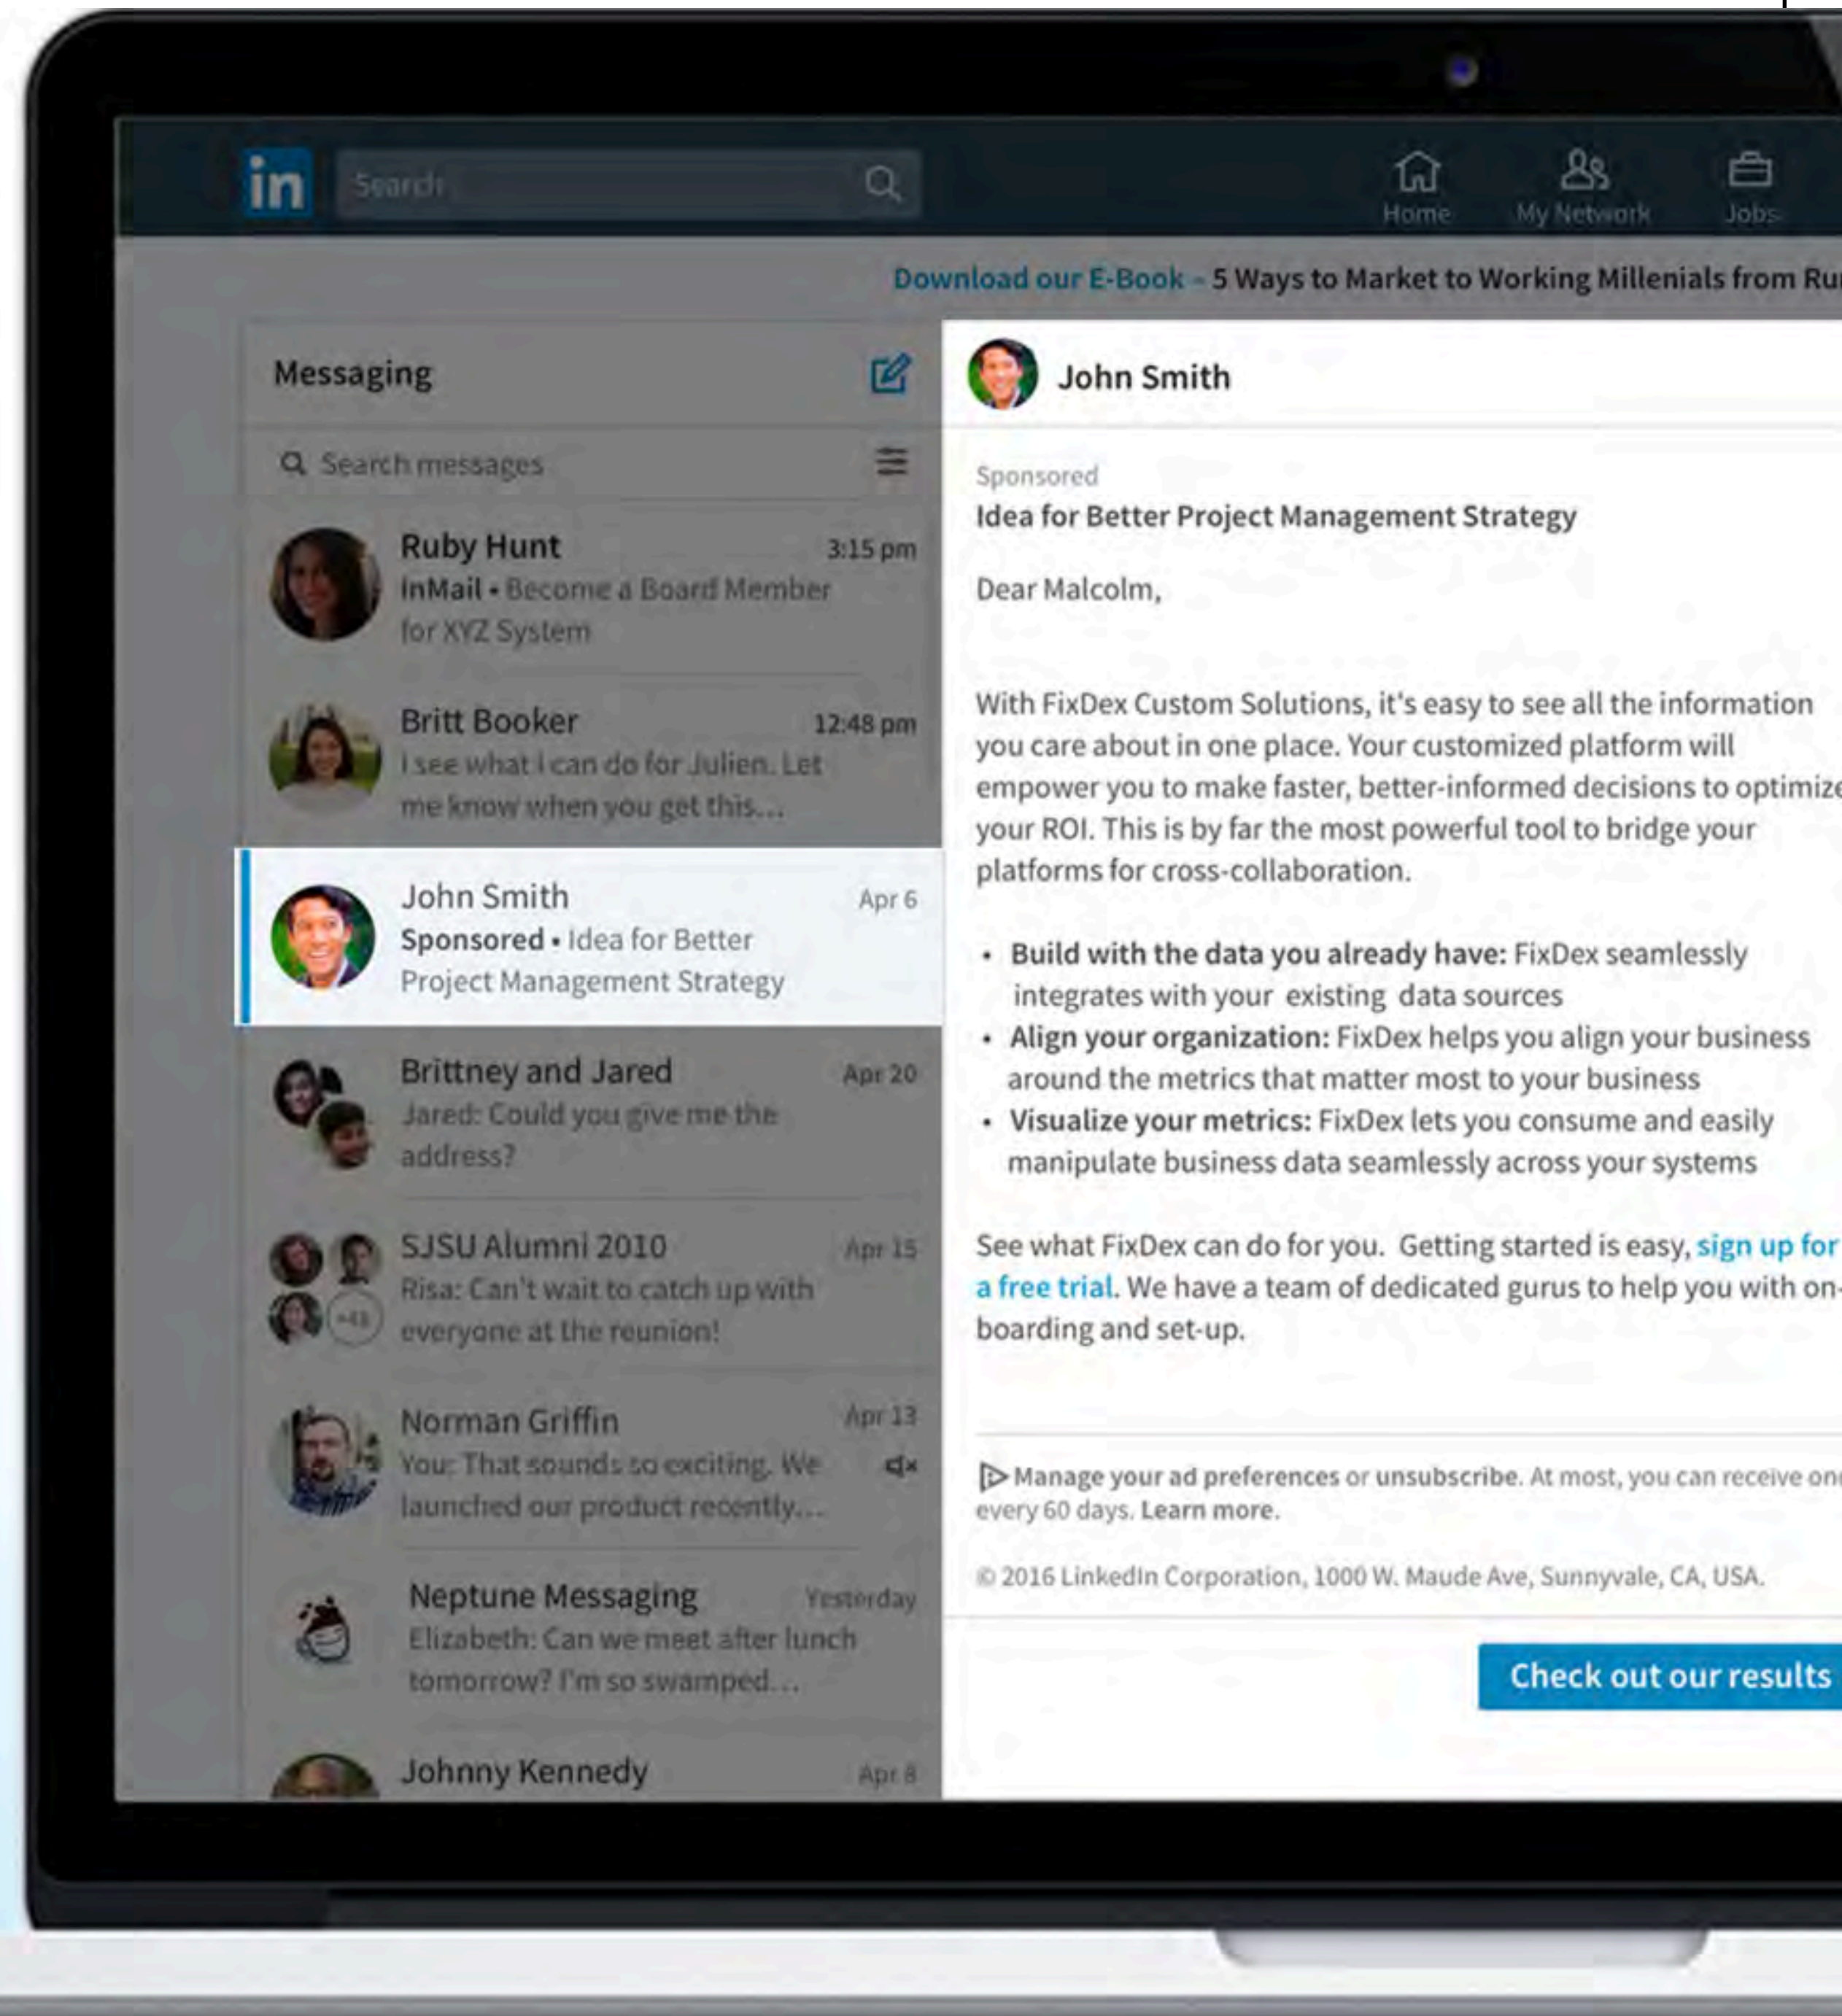 in
Search
Home
My Network
Jobs
Download our E-Book - 5 Ways to Market to Working Millenials from
Messaging
Search messages
Ruby Hunt 3:15 pm
InMail • Become a Board Member
for XYZ System
Britt Booker 12:48 pm
I see what I can do for Julien. Let
me know when you get this...
John Smith Apr 6
Sponsored • Idea for Better
Project Management Strategy
Brittney and Jared Apr 20
Jared: Could you give me the
address?
SJSU Alumni 2010 Apr 15
Risa: Can't wait to catch up with
everyone at the reunion!
Norman Griffin Apr 13
You: That sounds so exciting. We
launched our product recently...
Neptune Messaging Yesterday
Elizabeth: Can we meet after lunch
tomorrow? I'm so swamped...
Johnny Kennedy Apr 8
John Smith
Sponsored
Idea for Better Project Management Strategy
Dear Malcolm,
With FixDex Custom Solutions, it's easy to see all the information
you care about in one place. Your customized platform will
empower you to make faster, better-informed decisions to optimize
your ROI. This is by far the most powerful tool to bridge your
platforms for cross-collaboration.
• Build with the data you already have: FixDex seamlessly
integrates with your existing data sources
• Align your organization: FixDex helps you align your business
around the metrics that matter most to your business
• Visualize your metrics: FixDex lets you consume and easily
manipulate business data seamlessly across your systems
See what FixDex can do for you. Getting started is easy, sign up for
a free trial. We have a team of dedicated gurus to help you with on-
boarding and set-up.
Manage your ad preferences or unsubscribe. At most, you can receive one
every 60 days. Learn more.
© 2016 LinkedIn Corporation, 1000 W. Maude Ave, Sunnyvale, CA, USA.
Check out our results